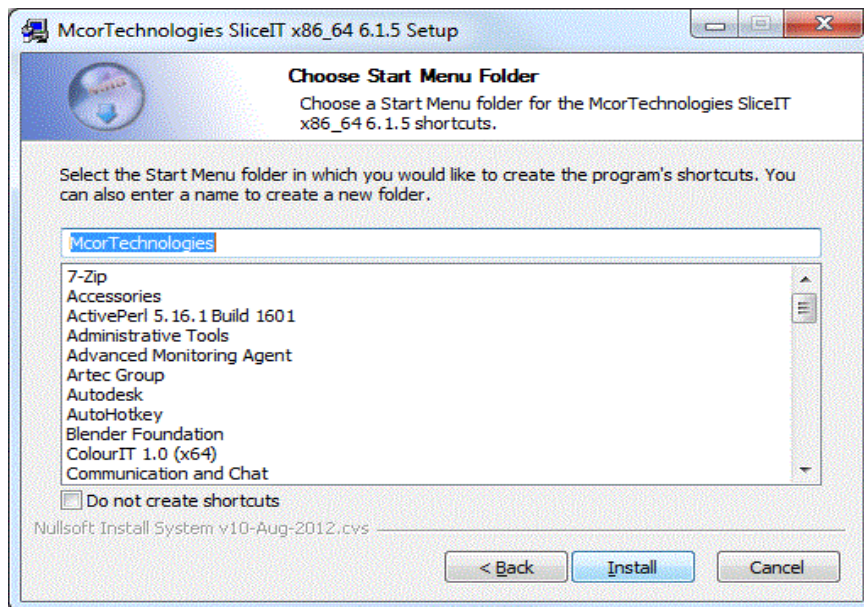 McorTechnologies SliceIT x86_64 6.1.5 Setup
Choose Start Menu Folder
Choose a Start Menu folder for the McorTechnologies SliceIT
x86_64 6.1.5 shortcuts.
Select the Start Menu folder in which you would like to create the program's shortcuts. You
can also enter a name to create a new folder.
McorTechnologies
7-Zip
Accessories
ActivePerl 5.16.1 Build 1601
Administrative Tools
Advanced Monitoring Agent
Artec Group
Autodesk
AutoHotkey
Blender Foundation
ColourIT 1.0 (x64)
Communication and Chat
Do not create shortcuts
Nullsoft Install System v10-Aug-2012.cvs
< Back Install Cancel